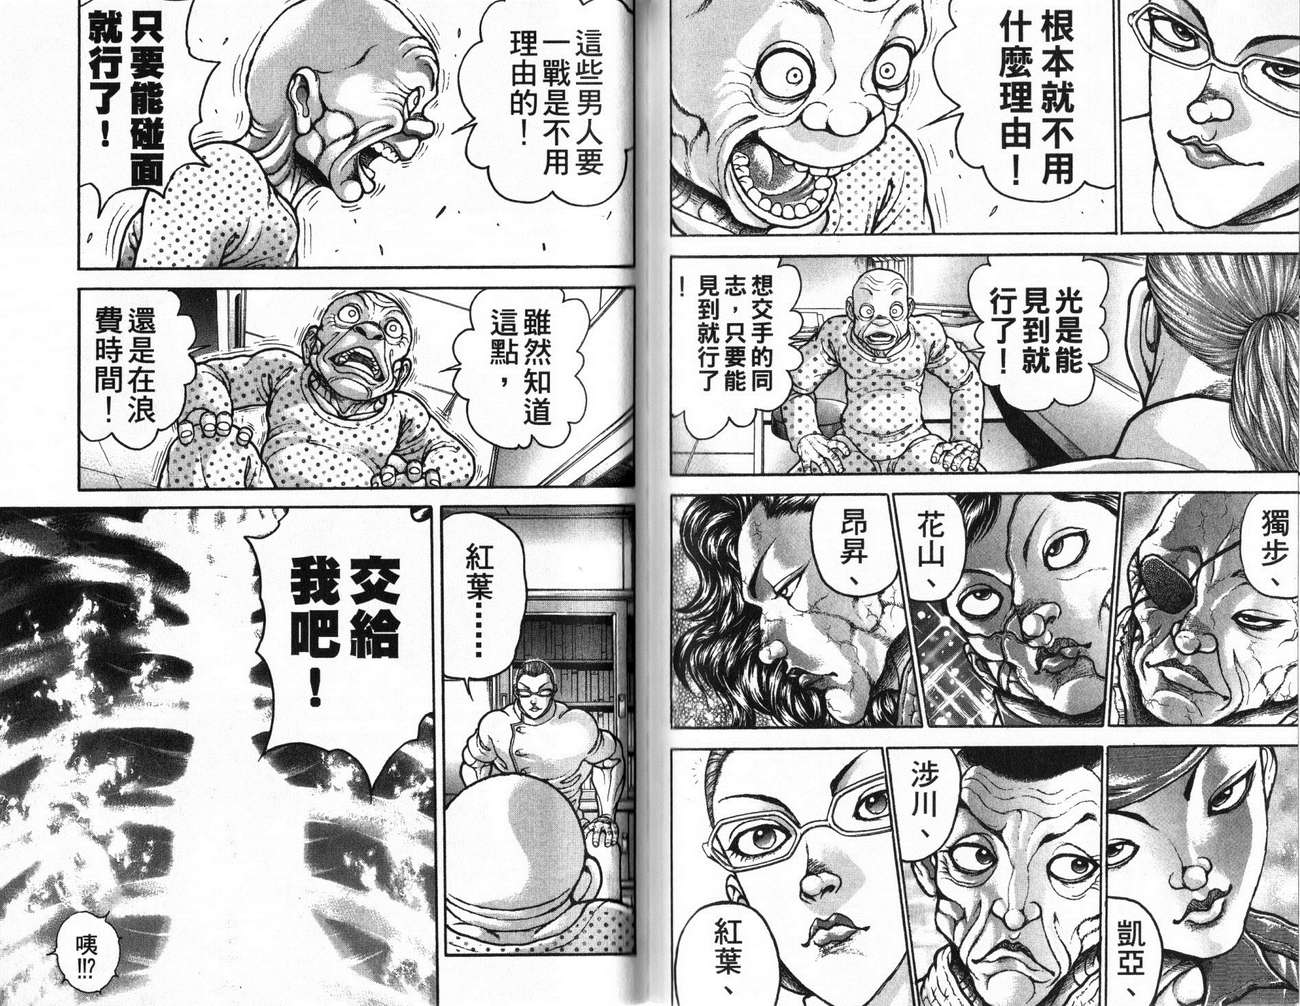 根本就不用
什麼理由！
光是能
見到就
行了！
想交手的同
志，只要能
見到就行了
！
獨步、
花山、
昂昇、
凱亞、
涉川、
紅葉、
這些男人要
一戰是不用
理由的！
只要能碰面
就行了！
雖然知道
這點，
還是在浪
費時間！
紅葉……
交給
我吧！
咦
!!?